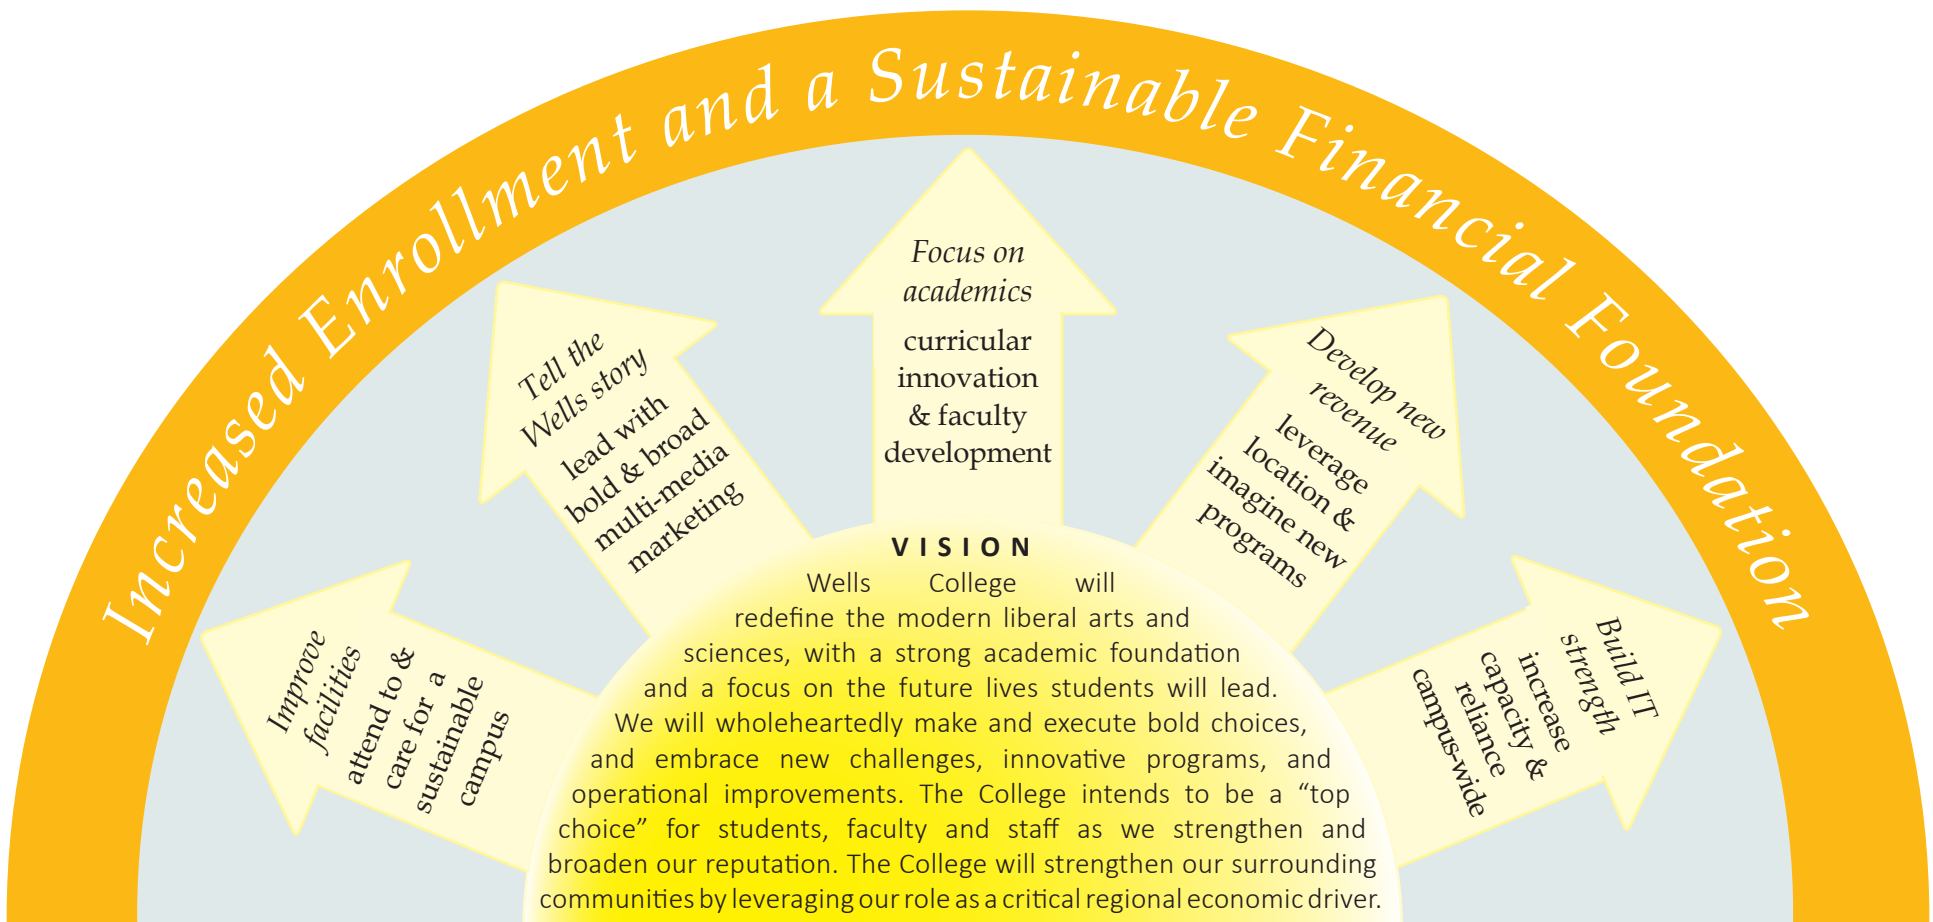 Increased Enrollment and a Sustainable Financial Foundation
Improve
facilities
attend to &
care for a
sustainable
campus
Tell the
Wells story
lead with
bold & broad
multi-media
marketing
Focus on
academics
curricular
innovation
& faculty
development
Develop new
revenue
leverage
location &
imagine new
programs
Build IT
strength
increase
capacity &
reliance
campus-wide
VISION
Wells College will
redefine the modern liberal arts and
sciences, with a strong academic foundation
and a focus on the future lives students will lead.
We will wholeheartedly make and execute bold choices,
and embrace new challenges, innovative programs, and
operational improvements. The College intends to be a “top
choice” for students, faculty and staff as we strengthen and
broaden our reputation. The College will strengthen our surrounding
communities by leveraging our role as a critical regional economic driver.